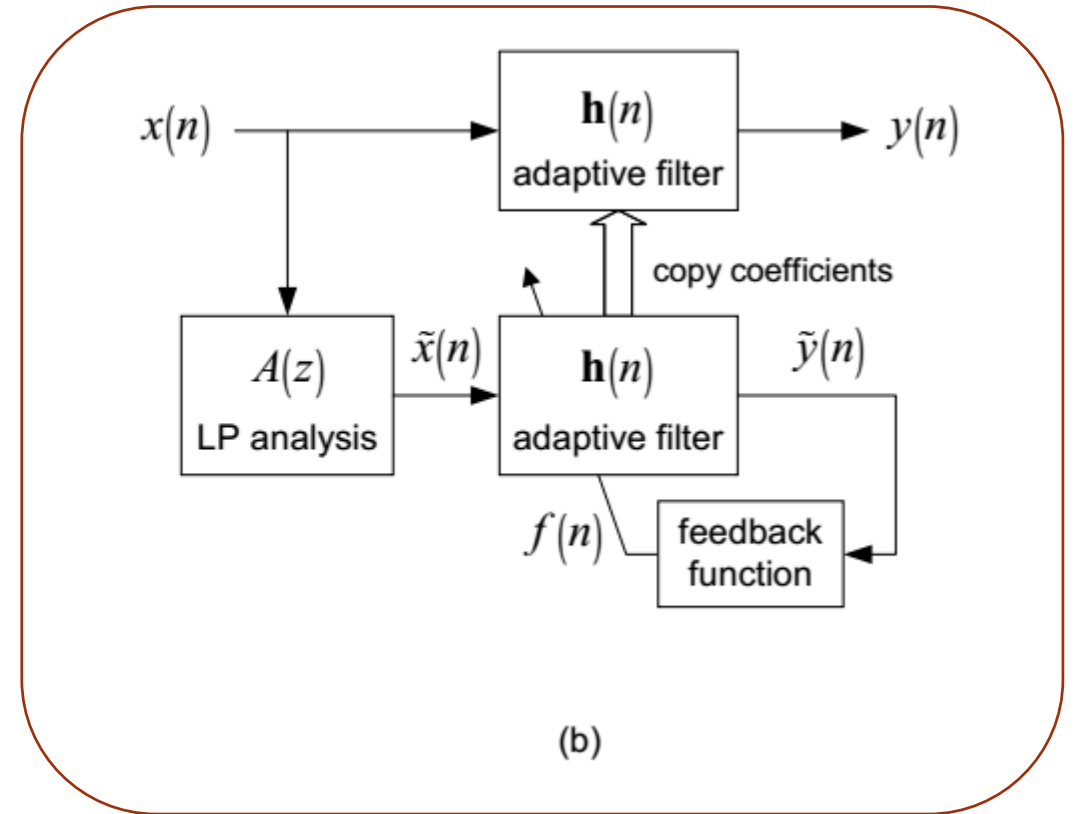 h(n)
x(n)
y(n)
adaptive filter
copy coefficients
x̃(n)
ỹ(n)
A(z)
h(n)
LP analysis
adaptive filter
f(n)
feedback
function
(b)